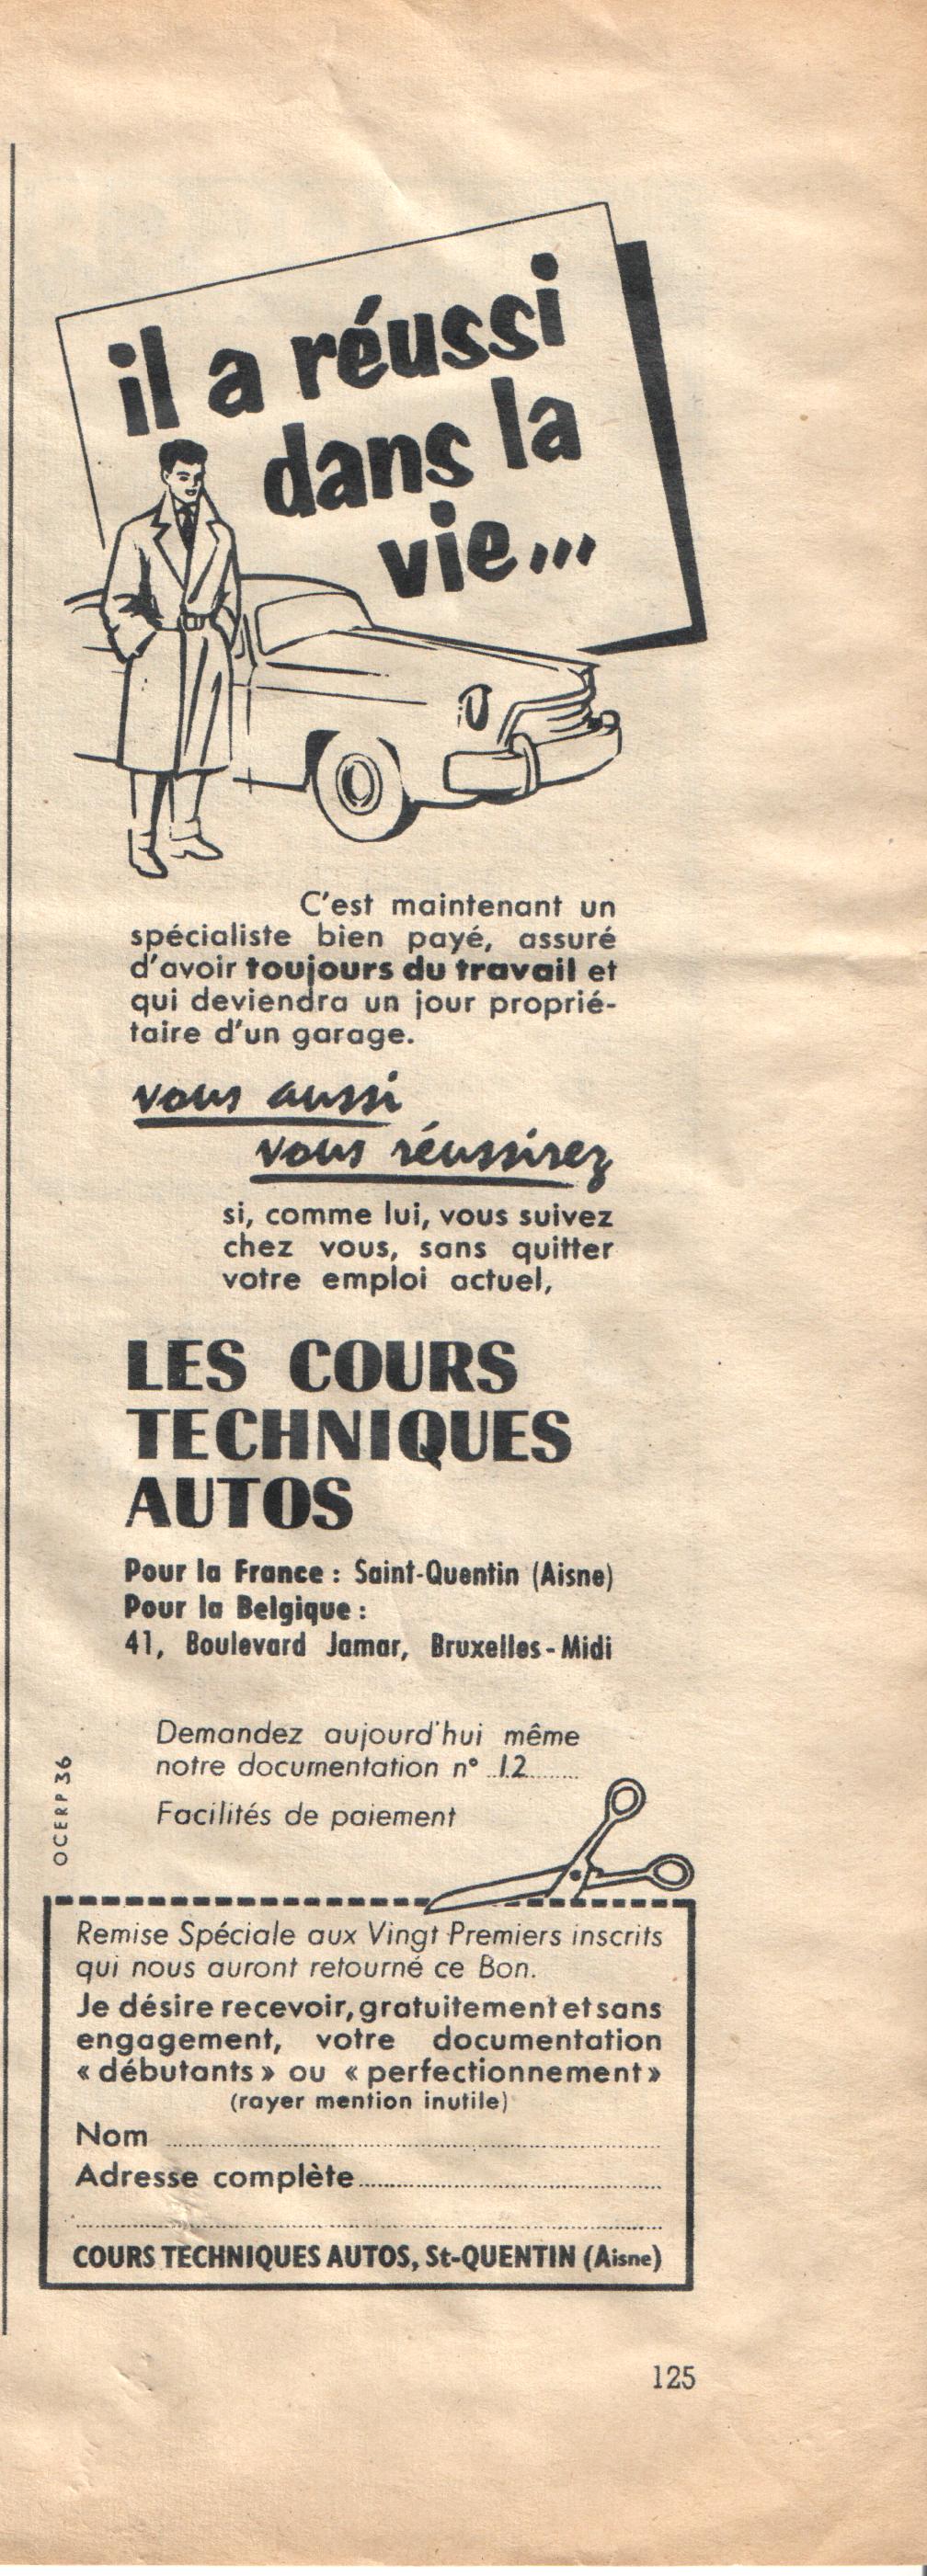 il a réussi
dans la
vie...
C'est maintenant un
spécialiste bien payé, assuré
d'avoir toujours du travail et
qui deviendra un jour proprié-
taire d'un garage.
vous aussi
vous réussirez
si, comme lui, vous suivez
chez vous, sans quitter
votre emploi actuel,
LES COURS
TECHNIQUES
AUTOS
Pour la France : Saint-Quentin (Aisne)
Pour la Belgique :
41, Boulevard Jamar, Bruxelles-Midi
Demandez aujourd'hui même
notre documentation n° ..12........
Facilités de paiement
OCERP 36
Remise Spéciale aux Vingt Premiers inscrits
qui nous auront retourné ce Bon.
Je désire recevoir, gratuitement et sans
engagement, votre documentation
« débutants » ou « perfectionnement »
(rayer mention inutile)
Nom
Adresse complète
COURS TECHNIQUES AUTOS, St-QUENTIN (Aisne)
125